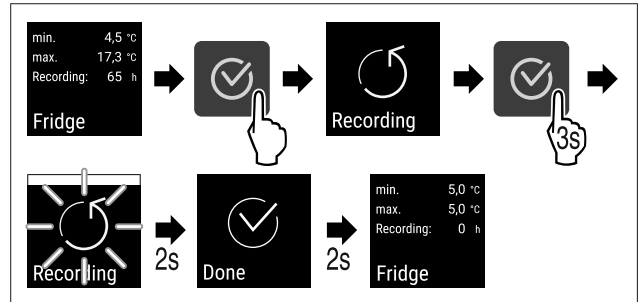 min. 4,5 °C
max. 17,3 °C
Recording: 65 h
Fridge
Recording
3s
Recording
2s
Done
2s
min. 5,0 °C
max. 5,0 °C
Recording: 0 h
Fridge